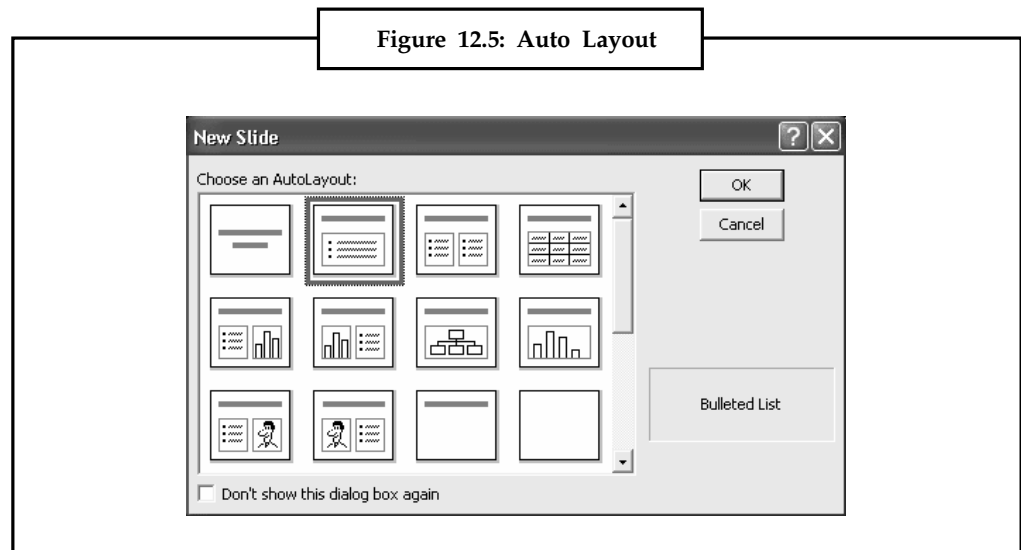 Figure 12.5: Auto Layout
New Slide
Choose an AutoLayout:
OK
Cancel
Bulleted List
Don't show this dialog box again